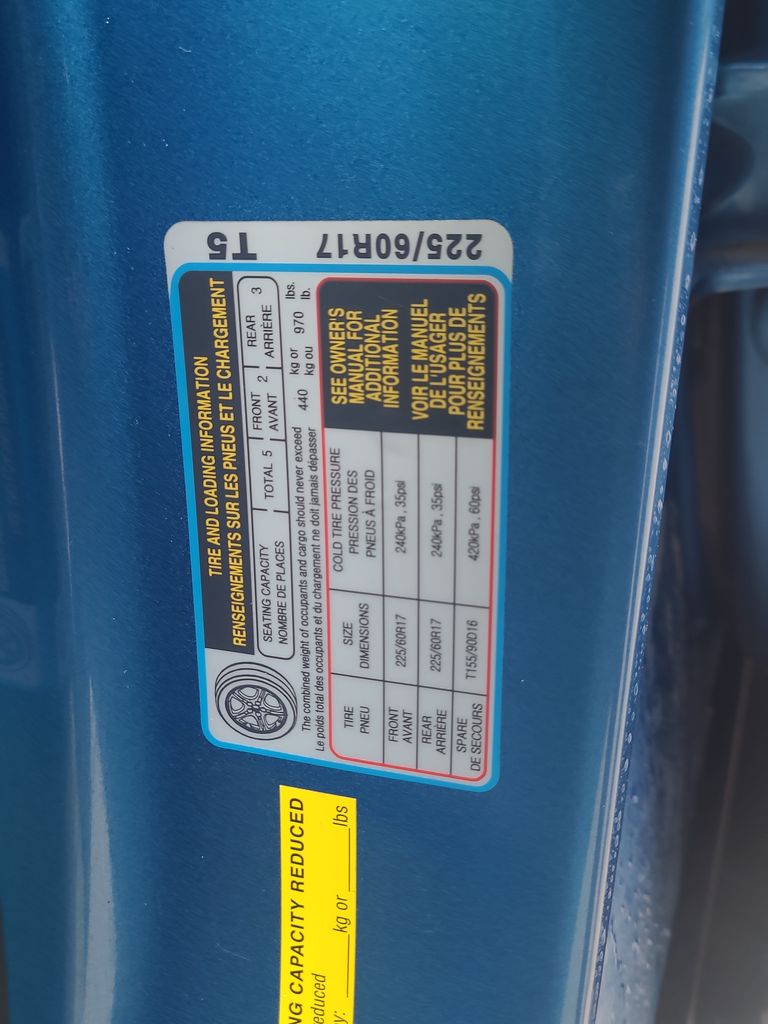 T5 225/60R17
TIRE AND LOADING INFORMATION
RENSEIGNEMENTS SUR LES PNEUS ET LE CHARGEMENT
SEATING CAPACITY
NOMBRE DE PLACES
TOTAL 5
FRONT
AVANT
2
REAR
ARRIÈRE
3
The combined weight of occupants and cargo should never exceed
Le poids total des occupants et du chargement ne doit jamais dépasser
440
kg or
kg ou
970
lbs.
lb.
TIRE
PNEU
SIZE
DIMENSIONS
COLD TIRE PRESSURE
PRESSION DES
PNEUS À FROID
SEE OWNER'S
MANUAL FOR
ADDITIONAL
INFORMATION
VOIR LE MANUEL
DE L'USAGER
POUR PLUS DE
RENSEIGNEMENTS
FRONT
AVANT
225/60R17
240kPa , 35psi
REAR
ARRIÈRE
225/60R17
240kPa , 35psi
SPARE
DE SECOURS
T155/90D16
420kPa , 60psi
NG CAPACITY REDUCED
educed
y: ____kg or ____lbs